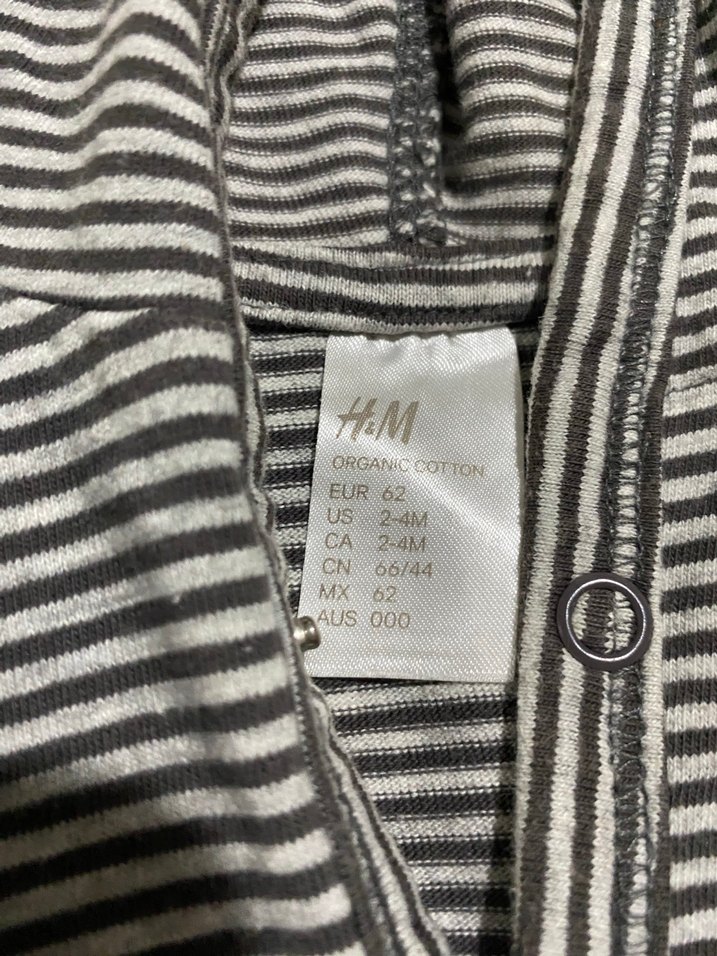 H&M
ORGANIC COTTON
EUR 62
US 2-4M
CA 2-4M
CN 66/44
MX 62
AUS 000